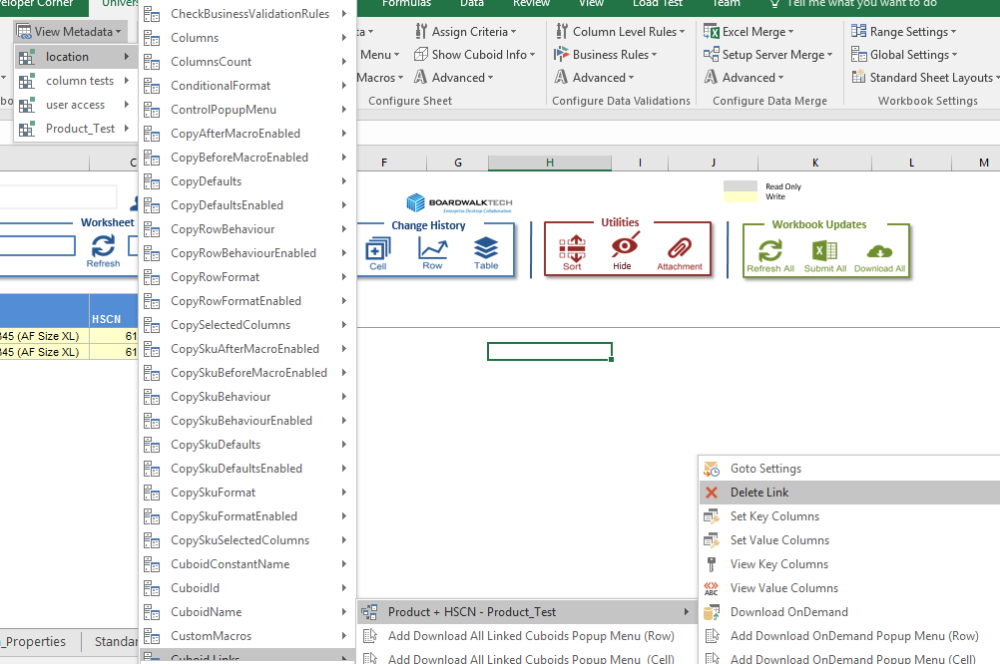 eloper Corner
Univers
Formulas
Data
Review
View
Load Test
Team
Tell me what you want to do
View Metadata
location
column tests
user access
Product_Test
CheckBusinessValidationRules
Columns
ColumnsCount
ConditionalFormat
ControlPopupMenu
CopyAfterMacroEnabled
CopyBeforeMacroEnabled
CopyDefaults
CopyDefaultsEnabled
CopyRowBehaviour
CopyRowBehaviourEnabled
CopyRowFormat
CopyRowFormatEnabled
CopySelectedColumns
CopySkuAfterMacroEnabled
CopySkuBeforeMacroEnabled
CopySkuBehaviour
CopySkuBehaviourEnabled
CopySkuDefaults
CopySkuDefaultsEnabled
CopySkuFormat
CopySkuFormatEnabled
CopySkuSelectedColumns
CuboidConstantName
CuboidId
CuboidName
CustomMacros
Cuboid Links
ta
Menu
Macros
Assign Criteria
Show Cuboid Info
Advanced
Configure Sheet
Column Level Rules
Business Rules
Advanced
Configure Data Validations
Excel Merge
Setup Server Merge
Advanced
Configure Data Merge
Range Settings
Global Settings
Standard Sheet Layouts
Workbook Settings
bo
C F G H I J K L M
BOARDWALKTECH
Enterprise Desktop Collaboration
Read Only
Write
Worksheet
Refresh
Change History
Cell
Row
Table
Utilities
Sort
Hide
Attachment
Workbook Updates
Refresh All
Submit All
Download All
HSCN
345 (AF Size XL) 61
345 (AF Size XL) 61
Product + HSCN - Product_Test
Add Download All Linked Cuboids Popup Menu (Row)
Add Download All Linked Cuboids Popup Menu (Cell)
Goto Settings
Delete Link
Set Key Columns
Set Value Columns
View Key Columns
View Value Columns
Download OnDemand
Add Download OnDemand Popup Menu (Row)
Add Download OnDemand Popup Menu (Cell)
_Properties
Standar